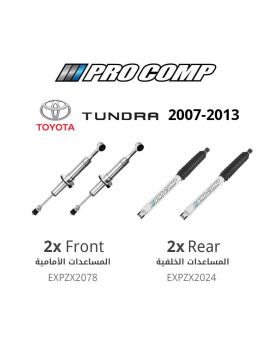 PRO COMP
TOYOTA TUNDRA 2007-2013
2x Front 2x Rear
المساعدات الأمامية المساعدات الخلفية
EXPZX2078 EXPZX2024